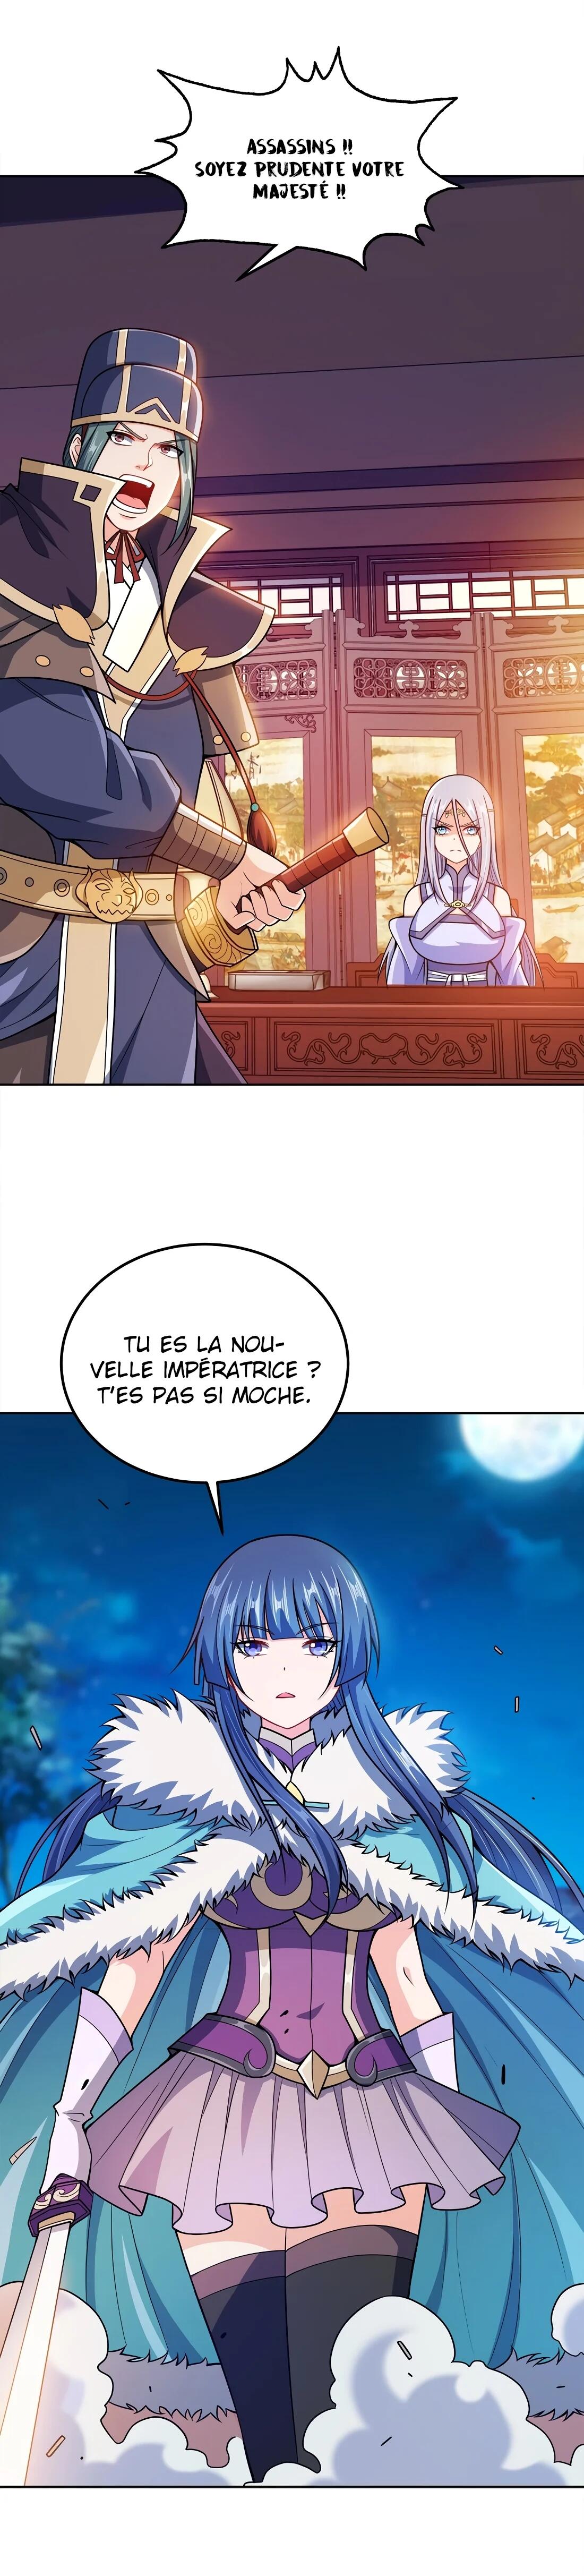 ASSASSINS !!
SOYEZ PRUDENTE VOTRE
MAJESTÉ !!
TU ES LA NOU-
VELLE IMPÉRATRICE ?
T'ES PAS SI MOCHE.